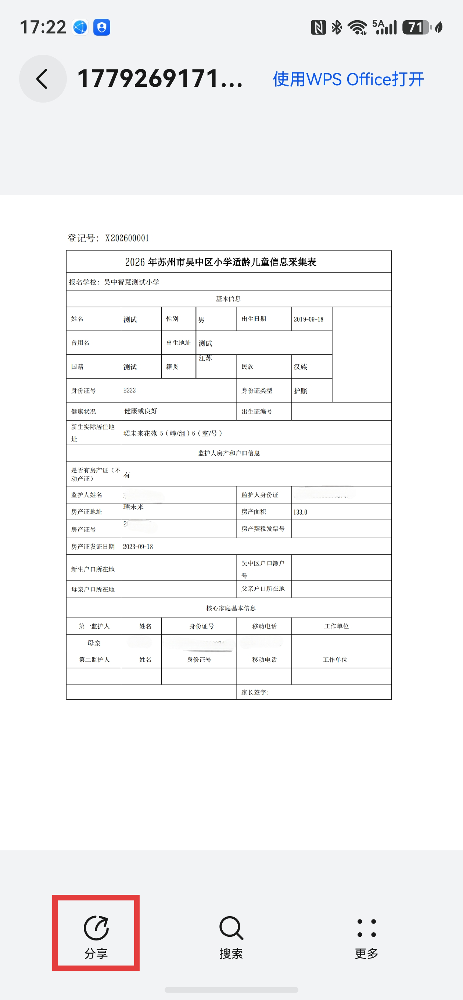 17:22 5A 71
1779269171... 使用WPS Office打开
登记号：X202600001
2026 年苏州市吴中区小学适龄儿童信息采集表
报名学校：吴中智慧测试小学
基本信息
姓名 测试 性别 男 出生日期 2019-09-18
曾用名 出生地址 测试
国籍 测试 籍贯 江苏 民族 汉族
身份证号 2222 身份证类型 护照
健康状况 健康或良好 出生证编号
新生实际居住地
址
珺未来花苑 5（幢/组）6（室/号）
监护人房产和户口信息
是否有房产证（不
动产证）
有
监护人姓名 监护人身份证
房产证地址 珺未来 房产面积 133.0
房产证号 2 房产契税发票号
房产证发证日期 2023-09-18
新生户口所在地 吴中区户口簿户
号
母亲户口所在地 父亲户口所在地
核心家庭基本信息
第一监护人 姓名 身份证号 移动电话 工作单位
母亲
第二监护人 姓名 身份证号 移动电话 工作单位
家长签字：
分享 搜索 更多